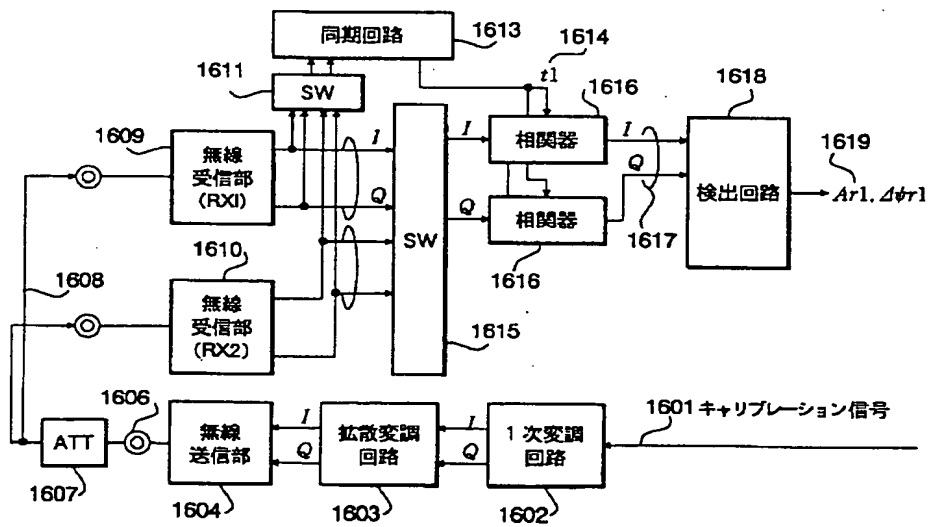 同期回路
1613
1614
t1
1611
SW
1616
1618
1609
無線
受信部
(RX1)
I
Q
SW
I
Q
相関器
相関器
I
Q
1617
検出回路
1619
Ar1, Δψr1
1616
1608
1610
無線
受信部
(RX2)
1615
1606
ATT
1607
無線
送信部
1604
I
Q
拡散変調
回路
1603
I
Q
1次変調
回路
1602
1601 キャリブレーション信号